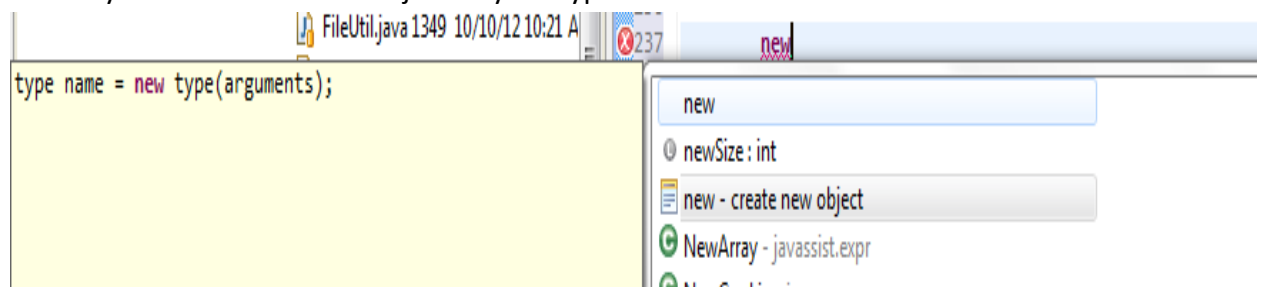 FileUtil.java 1349 10/10/12 10:21 A
237 new
type name = new type(arguments);
new
newSize : int
new - create new object
NewArray - javassist.expr